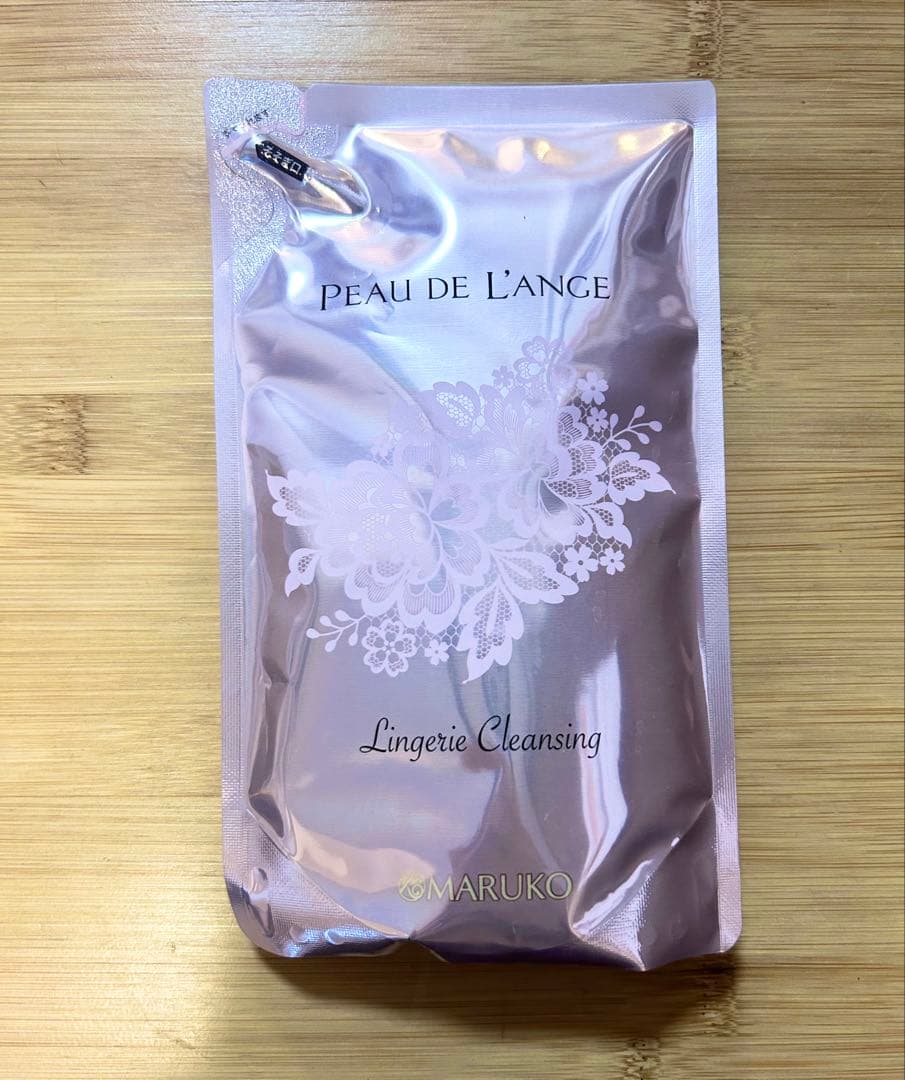 PEAU DE L'ANGE
Lingerie Cleansing
MARUKO